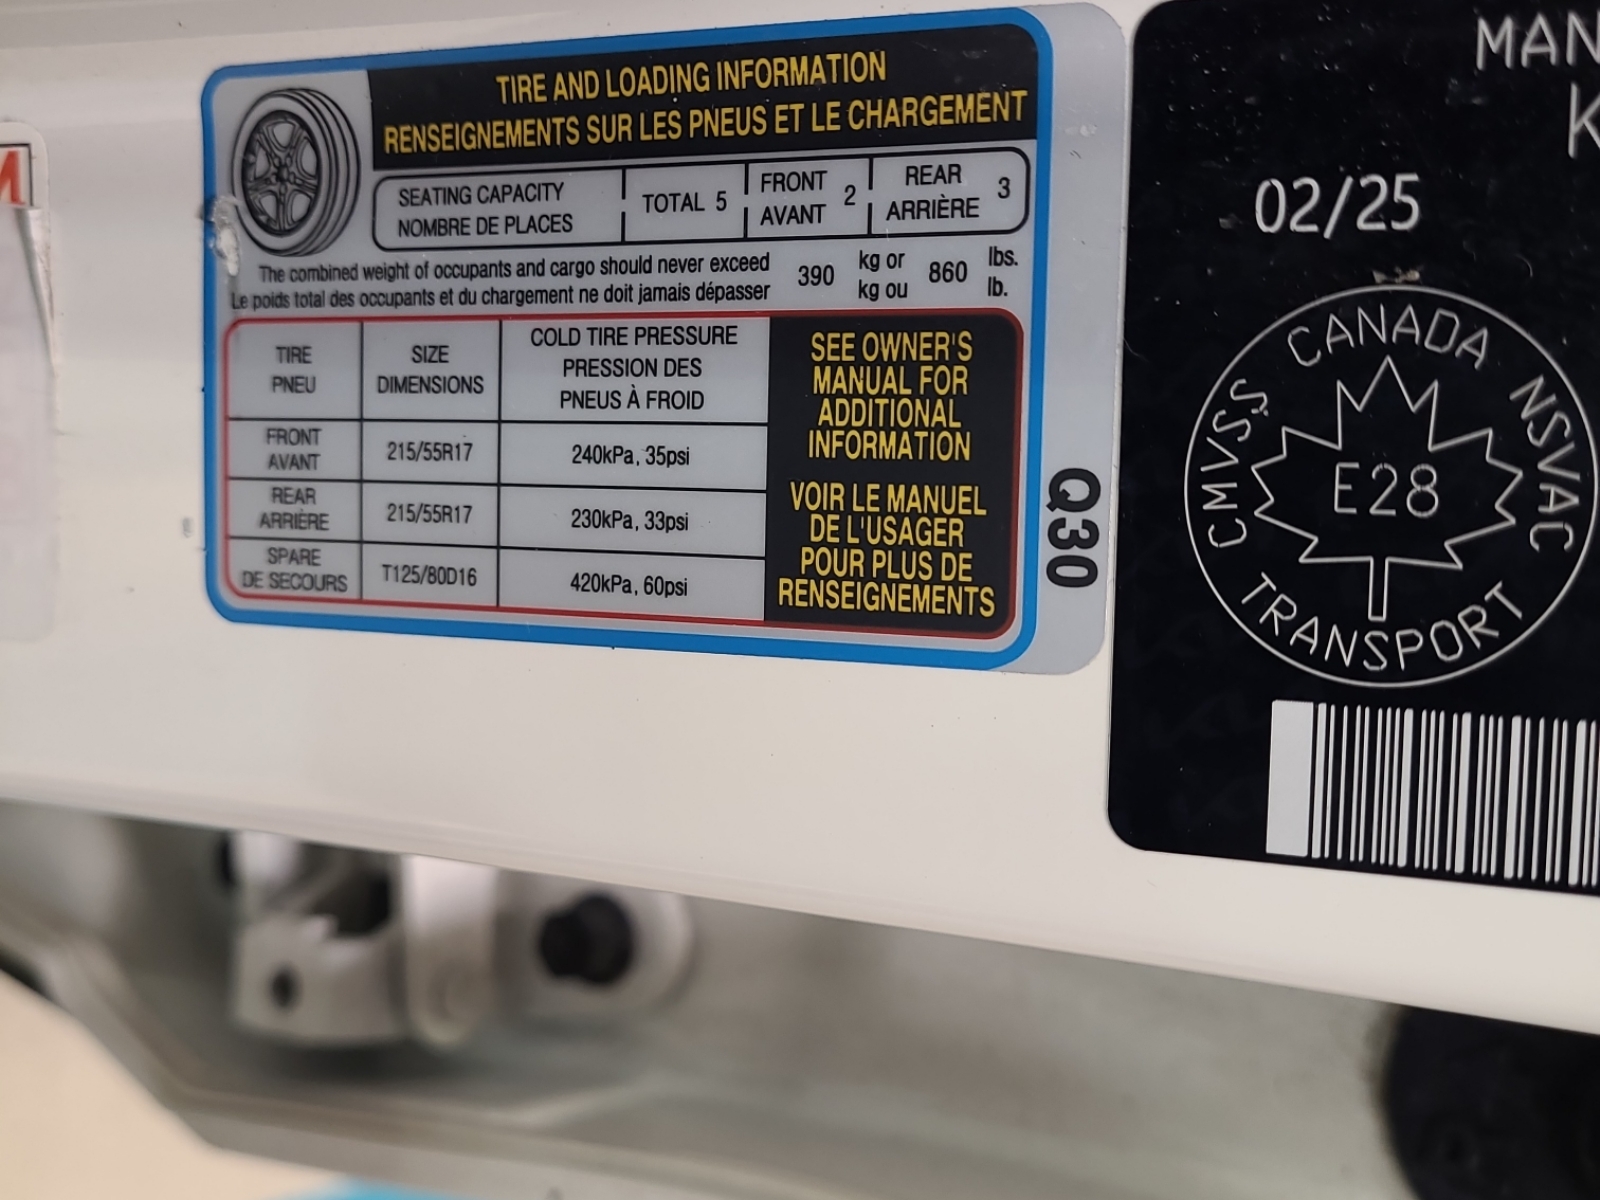 TIRE AND LOADING INFORMATION
RENSEIGNEMENTS SUR LES PNEUS ET LE CHARGEMENT
SEATING CAPACITY
NOMBRE DE PLACES
TOTAL 5
FRONT
AVANT
2
REAR
ARRIÈRE
3
The combined weight of occupants and cargo should never exceed
Le poids total des occupants et du chargement ne doit jamais dépasser
390
kg or
kg ou
860
lbs.
lb.
TIRE
PNEU
SIZE
DIMENSIONS
COLD TIRE PRESSURE
PRESSION DES
PNEUS À FROID
FRONT
AVANT
215/55R17
240kPa, 35psi
REAR
ARRIÈRE
215/55R17
230kPa, 33psi
SPARE
DE SECOURS
T125/80D16
420kPa, 60psi
SEE OWNER'S
MANUAL FOR
ADDITIONAL
INFORMATION
VOIR LE MANUEL
DE L'USAGER
POUR PLUS DE
RENSEIGNEMENTS
Q30
MAN
K
02/25
CANADA
CMVSS
NSVAC
E28
TRANSPORT